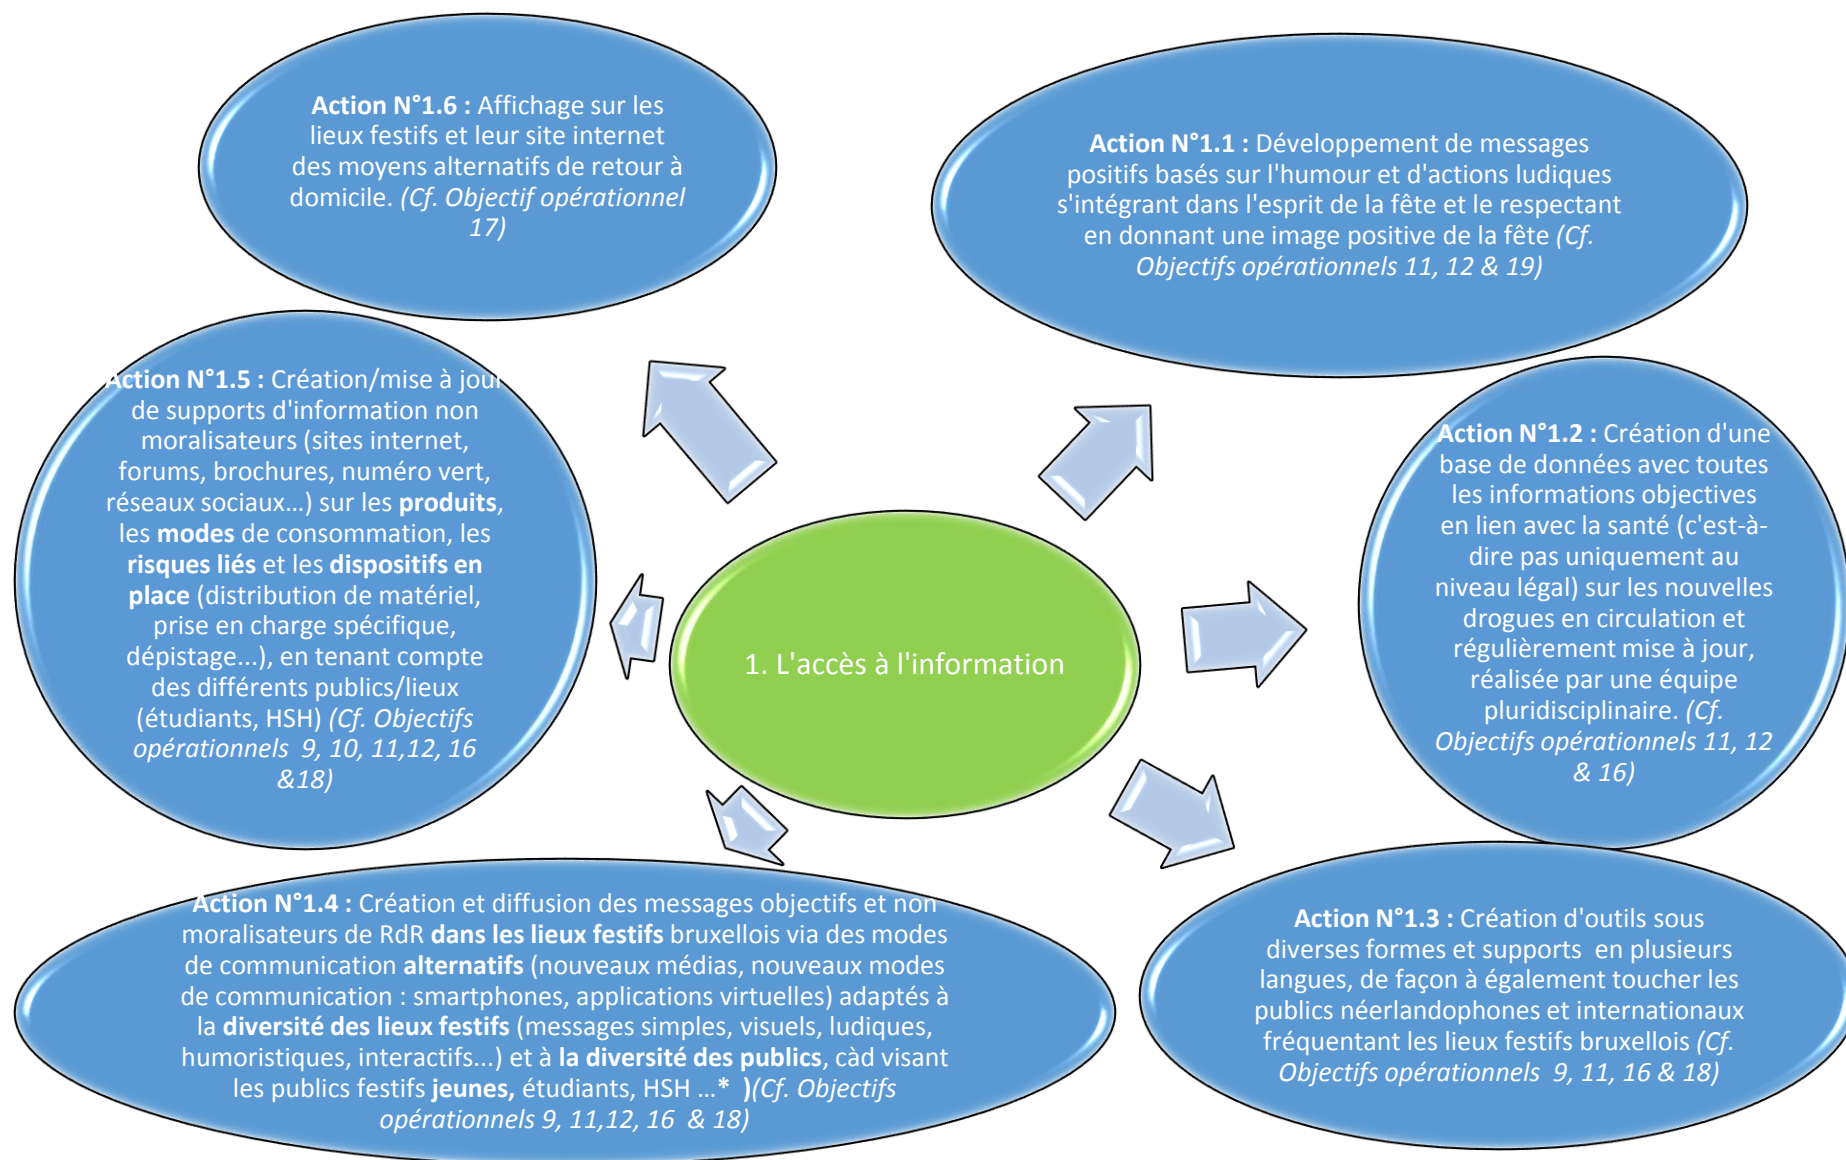 1. L'accès à l'information
Action N°1.1 : Développement de messages
positifs basés sur l'humour et d'actions ludiques
s'intégrant dans l'esprit de la fête et le respectant
en donnant une image positive de la fête (Cf.
Objectifs opérationnels 11, 12 & 19)
Action N°1.2 : Création d'une
base de données avec toutes
les informations objectives
en lien avec la santé (c'est-à-
dire pas uniquement au
niveau légal) sur les nouvelles
drogues en circulation et
régulièrement mise à jour,
réalisée par une équipe
pluridisciplinaire. (Cf.
Objectifs opérationnels 11, 12
& 16)
Action N°1.3 : Création d'outils sous
diverses formes et supports  en plusieurs
langues, de façon à également toucher les
publics néerlandophones et internationaux
fréquentant les lieux festifs bruxellois (Cf.
Objectifs opérationnels  9, 11, 16 & 18)
Action N°1.4 : Création et diffusion des messages objectifs et non
moralisateurs de RdR dans les lieux festifs bruxellois via des modes
de communication alternatifs (nouveaux médias, nouveaux modes
de communication : smartphones, applications virtuelles) adaptés à
la diversité des lieux festifs (messages simples, visuels, ludiques,
humoristiques, interactifs...) et à la diversité des publics, càd visant
les publics festifs jeunes, étudiants, HSH ...*  )(Cf. Objectifs
opérationnels 9, 11,12, 16  & 18)
Action N°1.5 : Création/mise à jour
de supports d'information non
moralisateurs (sites internet,
forums, brochures, numéro vert,
réseaux sociaux...) sur les produits,
les modes de consommation, les
risques liés et les dispositifs en
place (distribution de matériel,
prise en charge spécifique,
dépistage...), en tenant compte
des différents publics/lieux
(étudiants, HSH) (Cf. Objectifs
opérationnels  9, 10, 11,12, 16
&18)
Action N°1.6 : Affichage sur les
lieux festifs et leur site internet
des moyens alternatifs de retour à
domicile. (Cf. Objectif opérationnel
17)